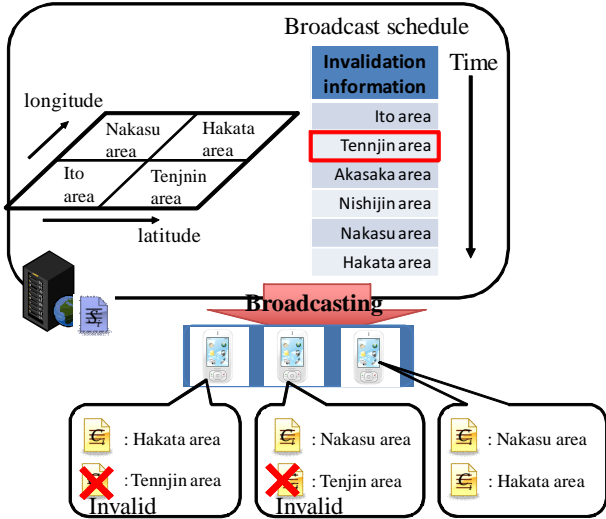 Broadcast schedule
Invalidation
information
Time
longitude
Nakasu
area
Hakata
area
Ito
area
Tenjnin
area
latitude
Ito area
Tennjin area
Akasaka area
Nishijin area
Nakasu area
Hakata area
Broadcasting
: Hakata area
: Tennjin area
Invalid
: Nakasu area
: Tenjin area
Invalid
: Nakasu area
: Hakata area